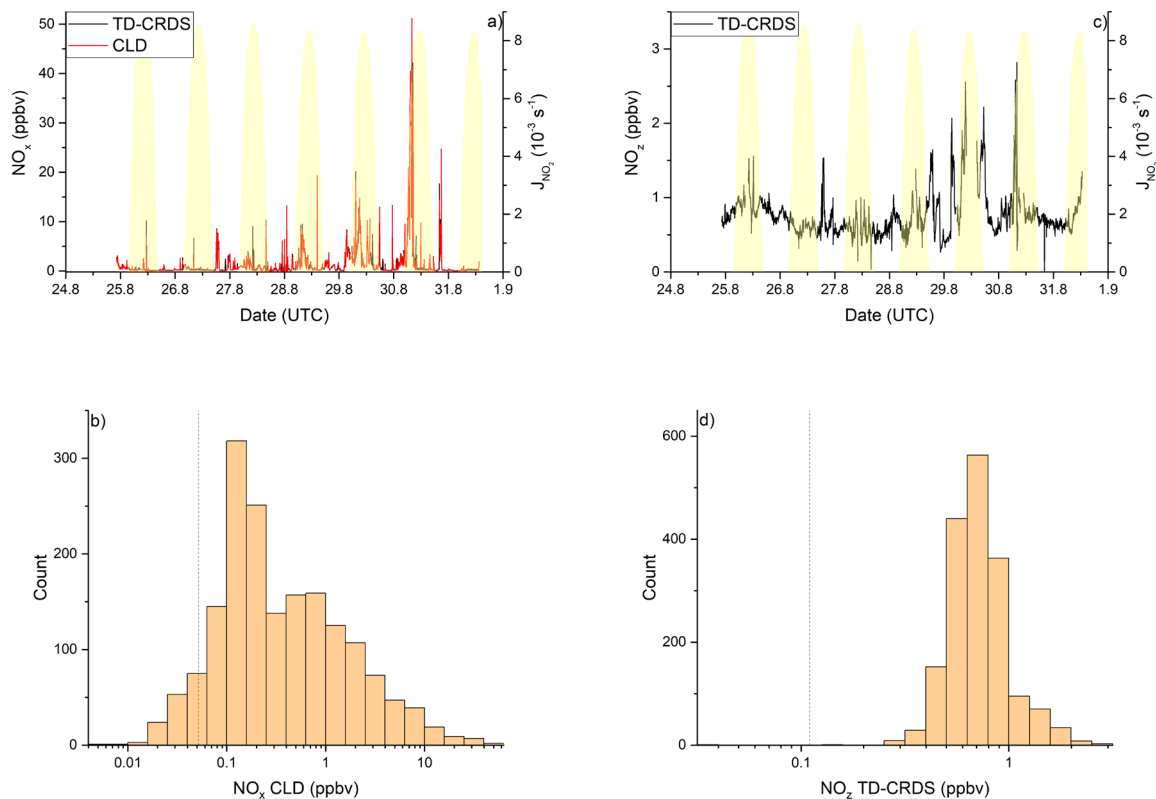 TD-CRDS
CLD
a)
50
40
30
20
10
0
NOₓ (ppbv)
8
6
4
2
0
J_NO₂ (10⁻³ s⁻¹)
24.8 25.8 26.8 27.8 28.8 29.8 30.8 31.8 1.9
Date (UTC)
TD-CRDS
c)
3
2
1
0
NO_z (ppbv)
8
6
4
2
0
(10⁻³ s⁻¹)
24.8 25.8 26.8 27.8 28.8 29.8 30.8 31.8 1.9
Date (UTC)
b)
300
200
100
0
Count
0.01 0.1 1 10
NOₓ CLD (ppbv)
d)
600
400
200
0
Count
0.1 1
NO_z TD-CRDS (ppbv)